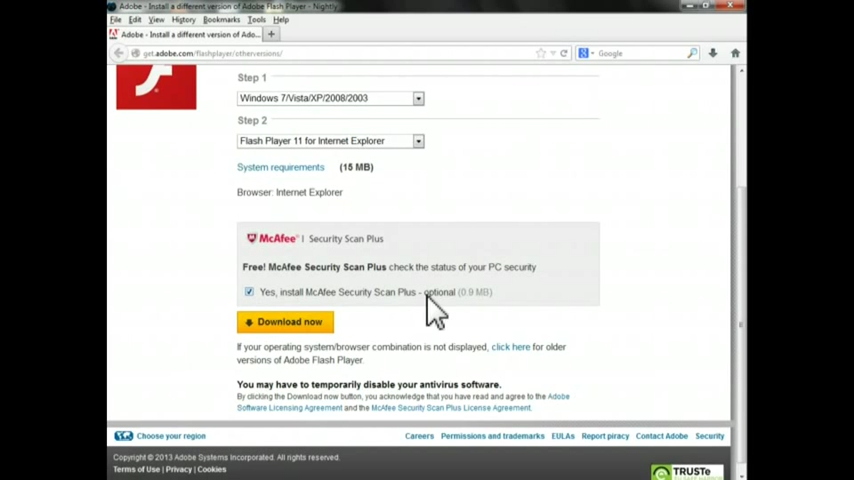 Adobe - Install a different version of Adobe Flash Player - Nightly
File Edit View History Bookmarks Tools Help
Adobe - Install a different version of Ado...
get.adobe.com/flashplayer/otherversions/
Google
Step 1
Windows 7/Vista/XP/2008/2003
Step 2
Flash Player 11 for Internet Explorer
System requirements (15 MB)
Browser: Internet Explorer
McAfee | Security Scan Plus
Free! McAfee Security Scan Plus check the status of your PC security
Yes, install McAfee Security Scan Plus - optional (0.9 MB)
Download now
If your operating system/browser combination is not displayed, click here for older
versions of Adobe Flash Player.
You may have to temporarily disable your antivirus software.
By clicking the Download now button, you acknowledge that you have read and agree to the Adobe
Software Licensing Agreement and the McAfee Security Scan Plus License Agreement.
Choose your region Careers Permissions and trademarks EULAs Report piracy Contact Adobe Security
Copyright © 2013 Adobe Systems Incorporated. All rights reserved.
Terms of Use | Privacy | Cookies
TRUSTe